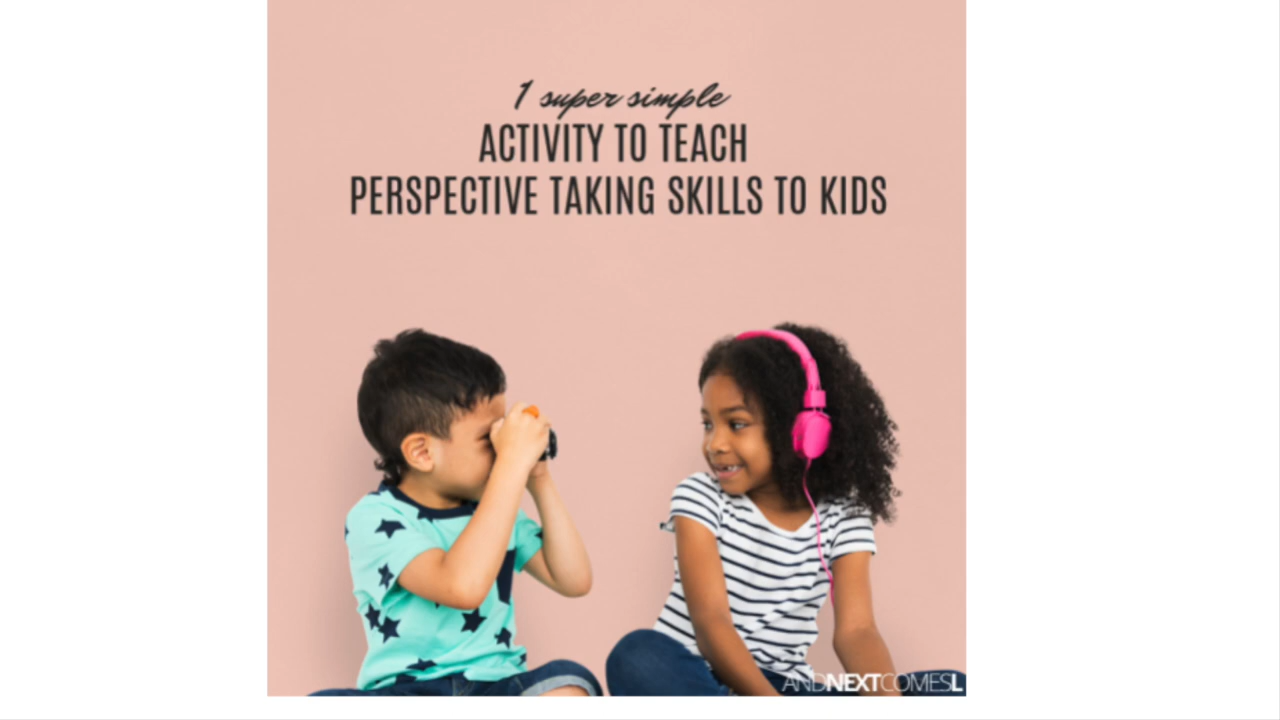 1 super simple
ACTIVITY TO TEACH
PERSPECTIVE TAKING SKILLS TO KIDS
ANDNEXTCOMESL